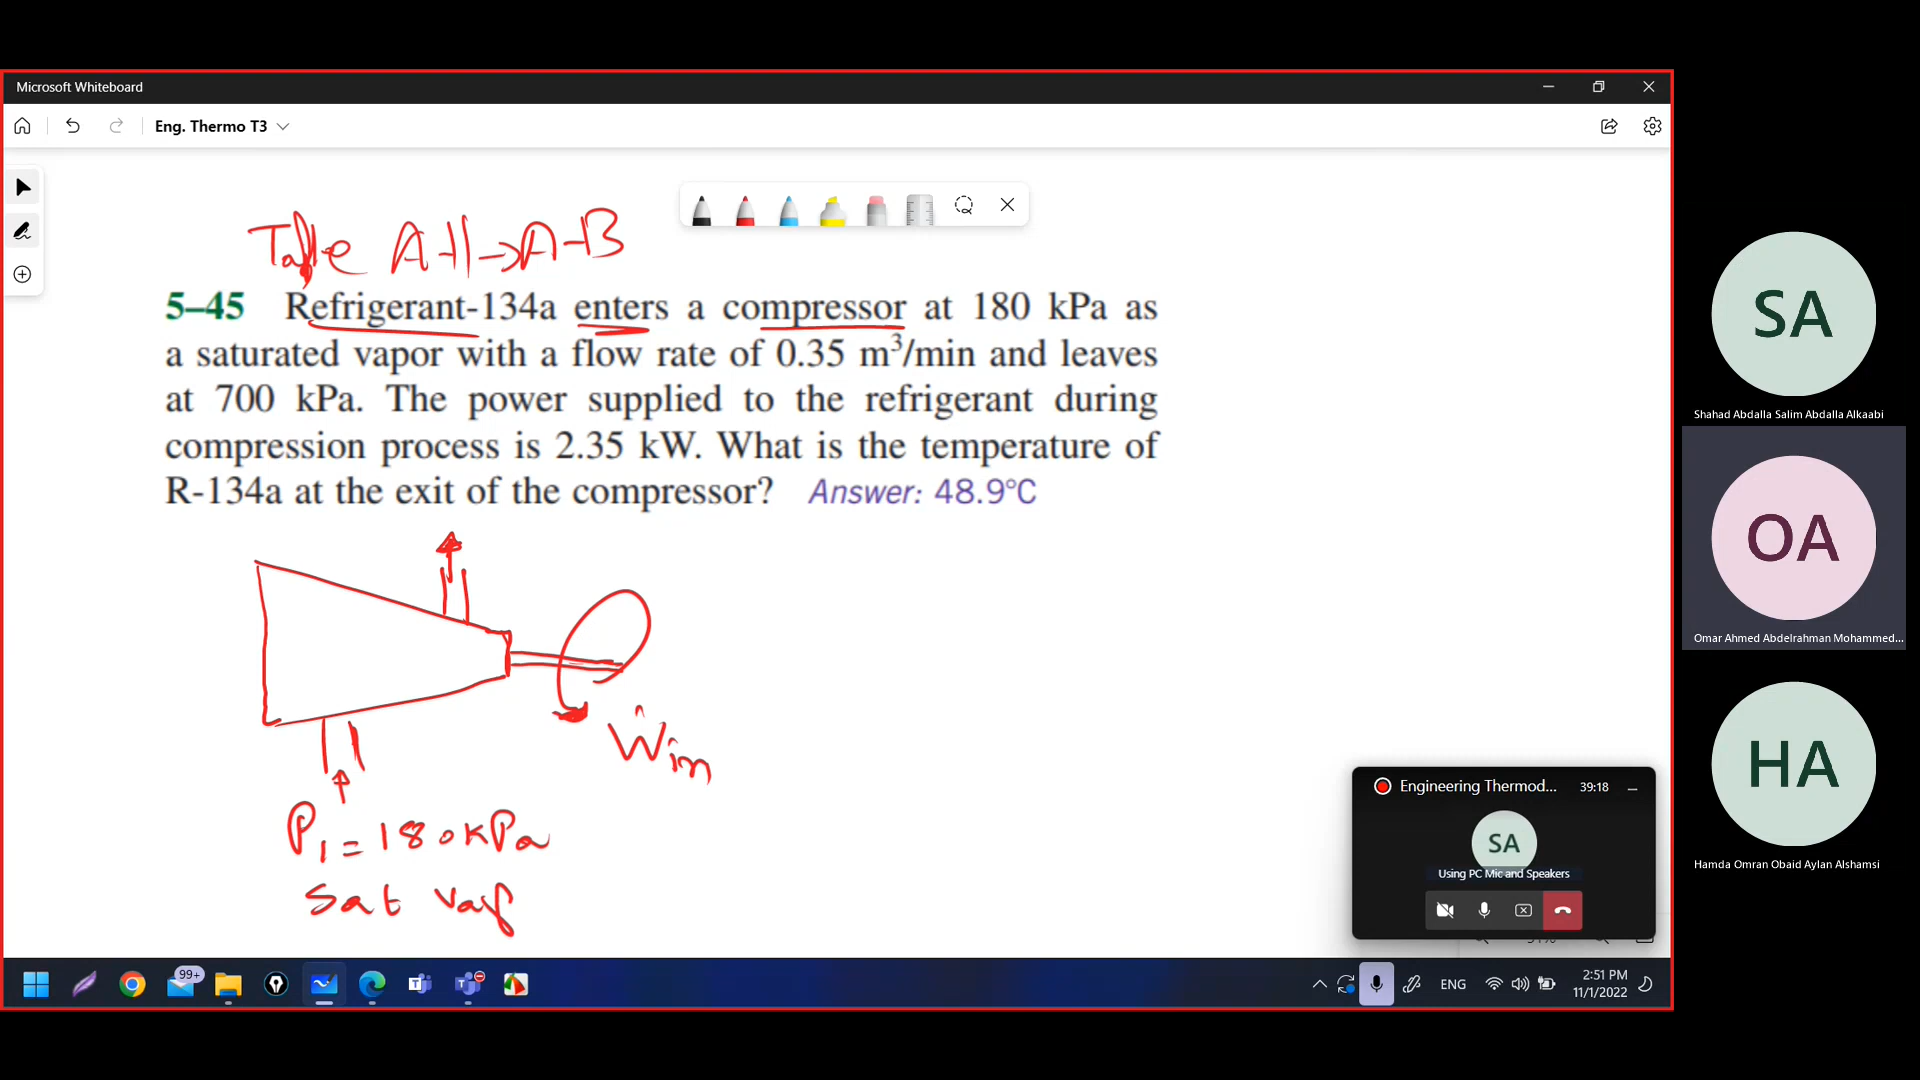 Microsoft Whiteboard
Eng. Thermo T3
Table A-11→A-13
5–45 Refrigerant-134a enters a compressor at 180 kPa as
a saturated vapor with a flow rate of 0.35 m³/min and leaves
at 700 kPa. The power supplied to the refrigerant during
compression process is 2.35 kW. What is the temperature of
R-134a at the exit of the compressor? Answer: 48.9°C
Ẇin
P₁ = 180 kPa
Sat Vap
SA
Shahad Abdalla Salim Abdalla Alkaabi
OA
Omar Ahmed Abdelrahman Mohammed...
HA
Hamda Omran Obaid Aylan Alshamsi
Engineering Thermod... 39:18
SA
Using PC Mic and Speakers
99+
ENG
2:51 PM
11/1/2022